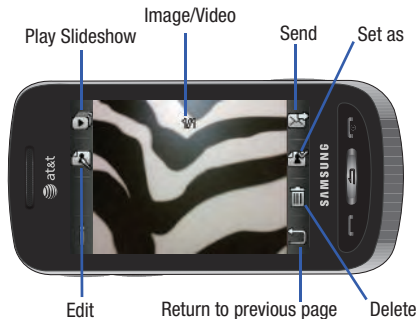 Image/Video
Play Slideshow
Send
Set as
1/1
at&t
SAMSUNG
Edit
Return to previous page
Delete